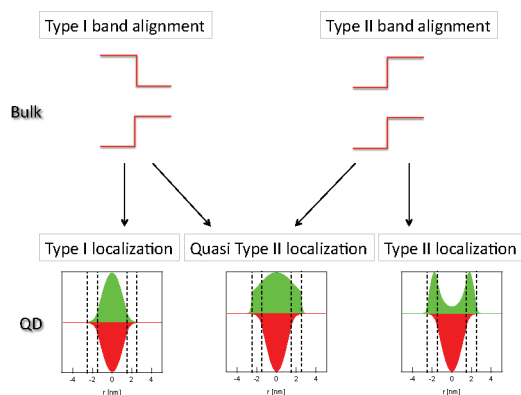 Type I band alignment
Type II band alignment
Bulk
Type I localization
Quasi Type II localization
Type II localization
QD
-4 -2 0 2 4
r [nm]
-4 -2 0 2 4
r [nm]
-4 -2 0 2 4
r [nm]